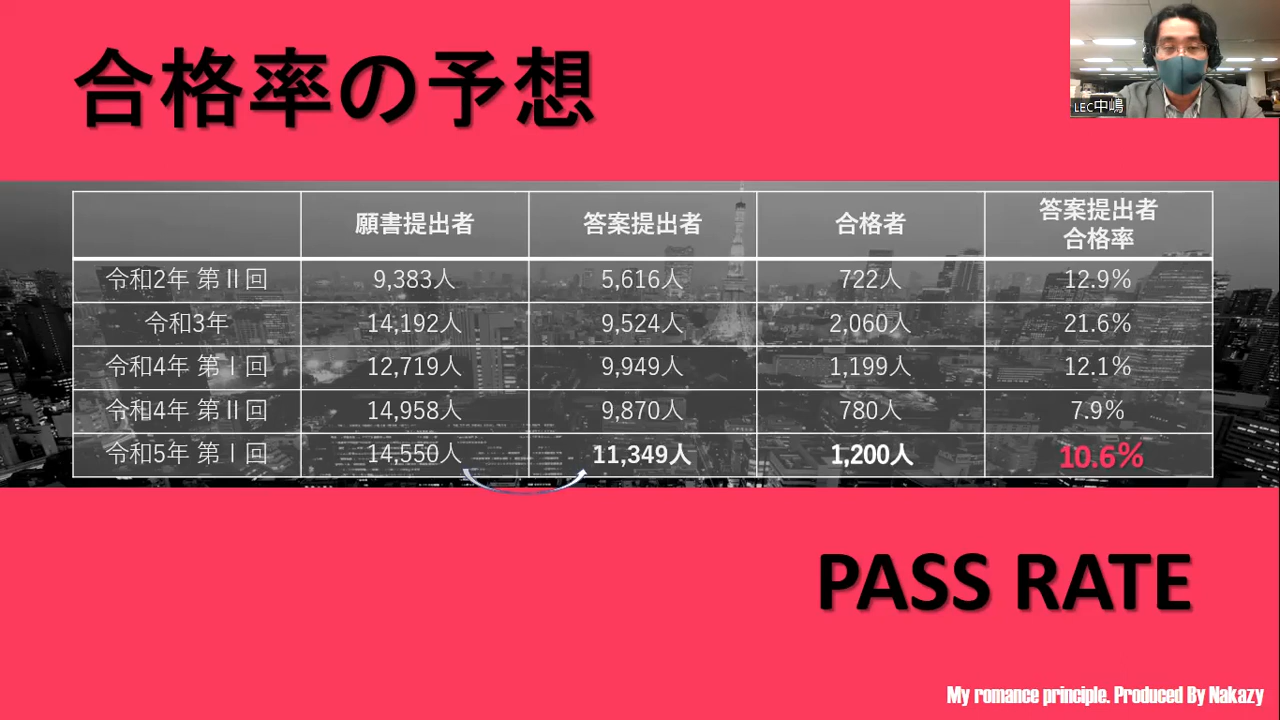 合格率の予想
LEC中嶋
願書提出者 答案提出者 合格者 答案提出者
合格率
令和2年 第Ⅱ回 9,383人 5,616人 722人 12.9%
令和3年 14,192人 9,524人 2,060人 21.6%
令和4年 第Ⅰ回 12,719人 9,949人 1,199人 12.1%
令和4年 第Ⅱ回 14,958人 9,870人 780人 7.9%
令和5年 第Ⅰ回 14,550人 11,349人 1,200人 10.6%
PASS RATE
My romance principle. Produced By Nakazy